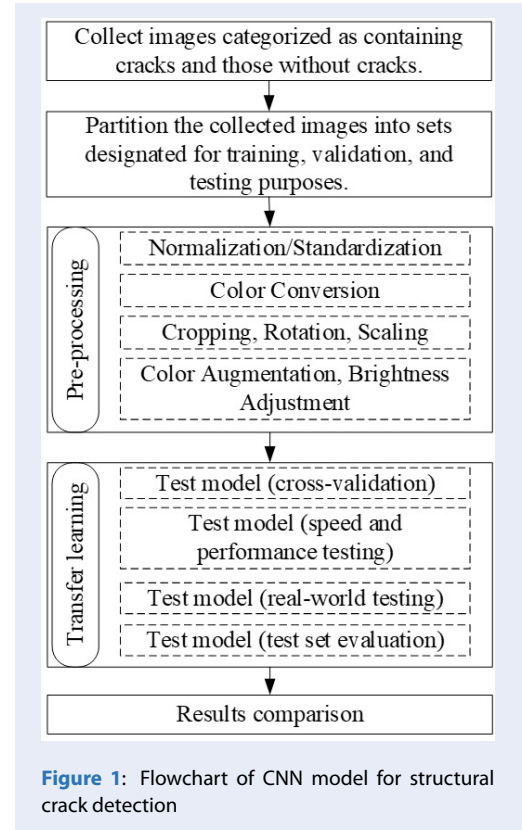 Collect images categorized as containing
cracks and those without cracks.
Partition the collected images into sets
designated for training, validation, and
testing purposes.
Pre-processing
Normalization/Standardization
Color Conversion
Cropping, Rotation, Scaling
Color Augmentation, Brightness
Adjustment
Transfer learning
Test model (cross-validation)
Test model (speed and
performance testing)
Test model (real-world testing)
Test model (test set evaluation)
Results comparison
Figure 1: Flowchart of CNN model for structural
crack detection